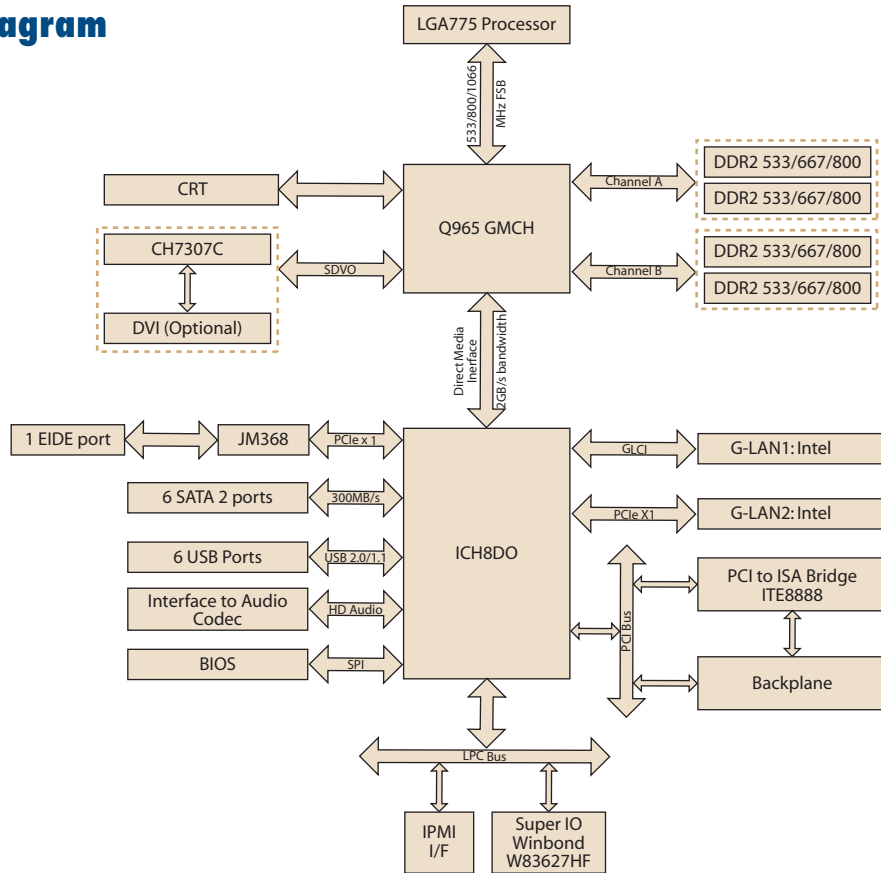 agram
LGA775 Processor
533/800/1066
MHz FSB
CRT
Q965 GMCH
Channel A
DDR2 533/667/800
DDR2 533/667/800
CH7307C
SDVO
Channel B
DDR2 533/667/800
DDR2 533/667/800
DVI (Optional)
Direct Media
Inerface
2GB/s bandwidth
1 EIDE port
JM368
PCIe x 1
GLCI
G-LAN1: Intel
6 SATA 2 ports
300MB/s
PCIe X1
G-LAN2: Intel
6 USB Ports
USB 2.0/1.1
ICH8DO
PCI to ISA Bridge
ITE8888
Interface to Audio
Codec
HD Audio
PCI Bus
BIOS
SPI
Backplane
LPC Bus
IPMI
I/F
Super IO
Winbond
W83627HF